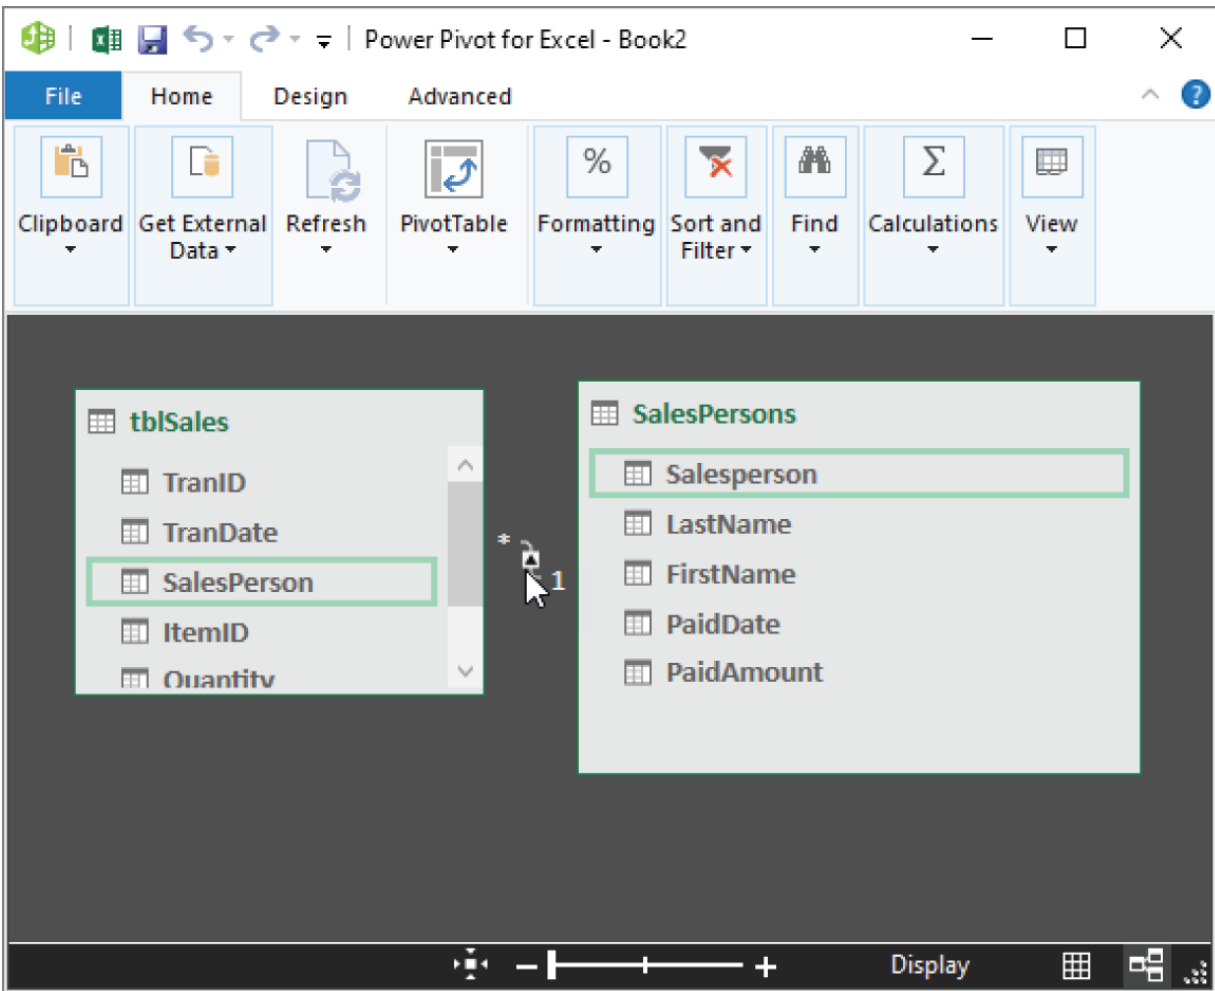 Power Pivot for Excel - Book2
File Home Design Advanced
?
Clipboard
Get External Data
Refresh
PivotTable
%
Formatting
Sort and Filter
Find
Σ
Calculations
View
tblSales
TranID
TranDate
SalesPerson
ItemID
Quantity
* 1
SalesPersons
Salesperson
LastName
FirstName
PaidDate
PaidAmount
Display